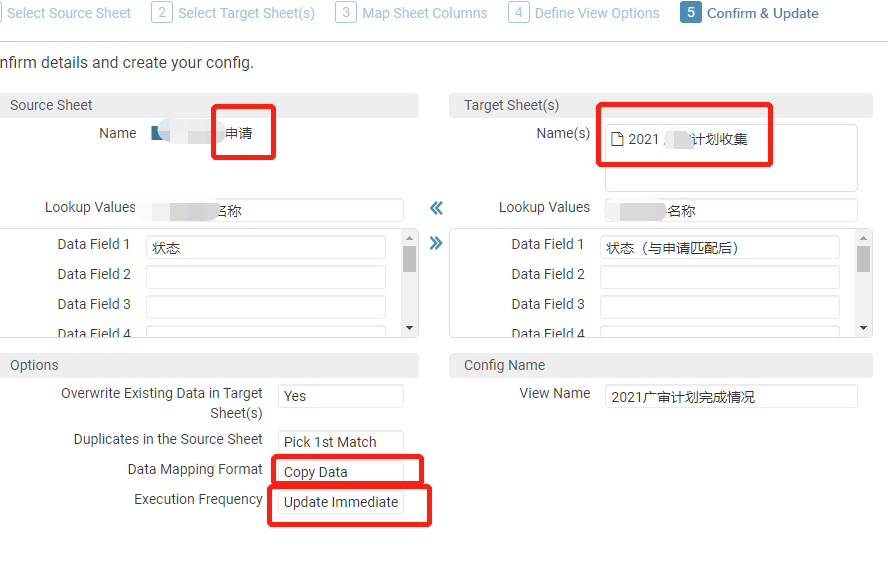 Select Source Sheet 2 Select Target Sheet(s) 3 Map Sheet Columns 4 Define View Options 5 Confirm & Update
nfirm details and create your config.
Source Sheet
Name 申请
Lookup Values 名称
Data Field 1 状态
Data Field 2
Data Field 3
Data Field 4
Target Sheet(s)
Name(s) 2021 计划收集
Lookup Values 名称
Data Field 1 状态（与申请匹配后）
Data Field 2
Data Field 3
Data Field 4
Options
Overwrite Existing Data in Target
Sheet(s)
Yes
Duplicates in the Source Sheet Pick 1st Match
Data Mapping Format Copy Data
Execution Frequency Update Immediate
Config Name
View Name 2021广审计划完成情况